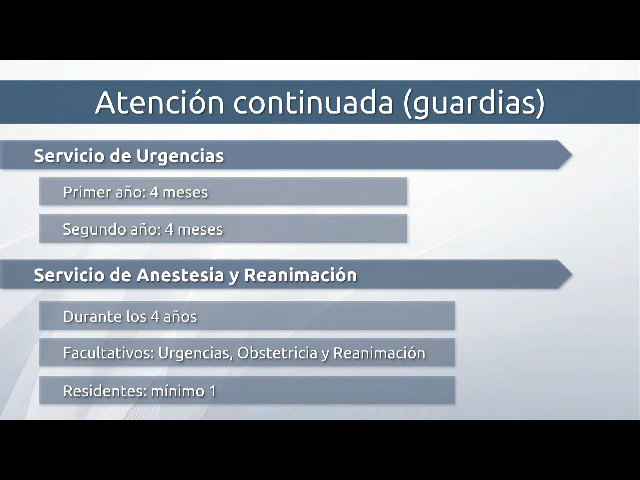 Atención continuada (guardias)
Servicio de Urgencias
Primer año: 4 meses
Segundo año: 4 meses
Servicio de Anestesia y Reanimación
Durante los 4 años
Facultativos: Urgencias, Obstetricia y Reanimación
Residentes: mínimo 1